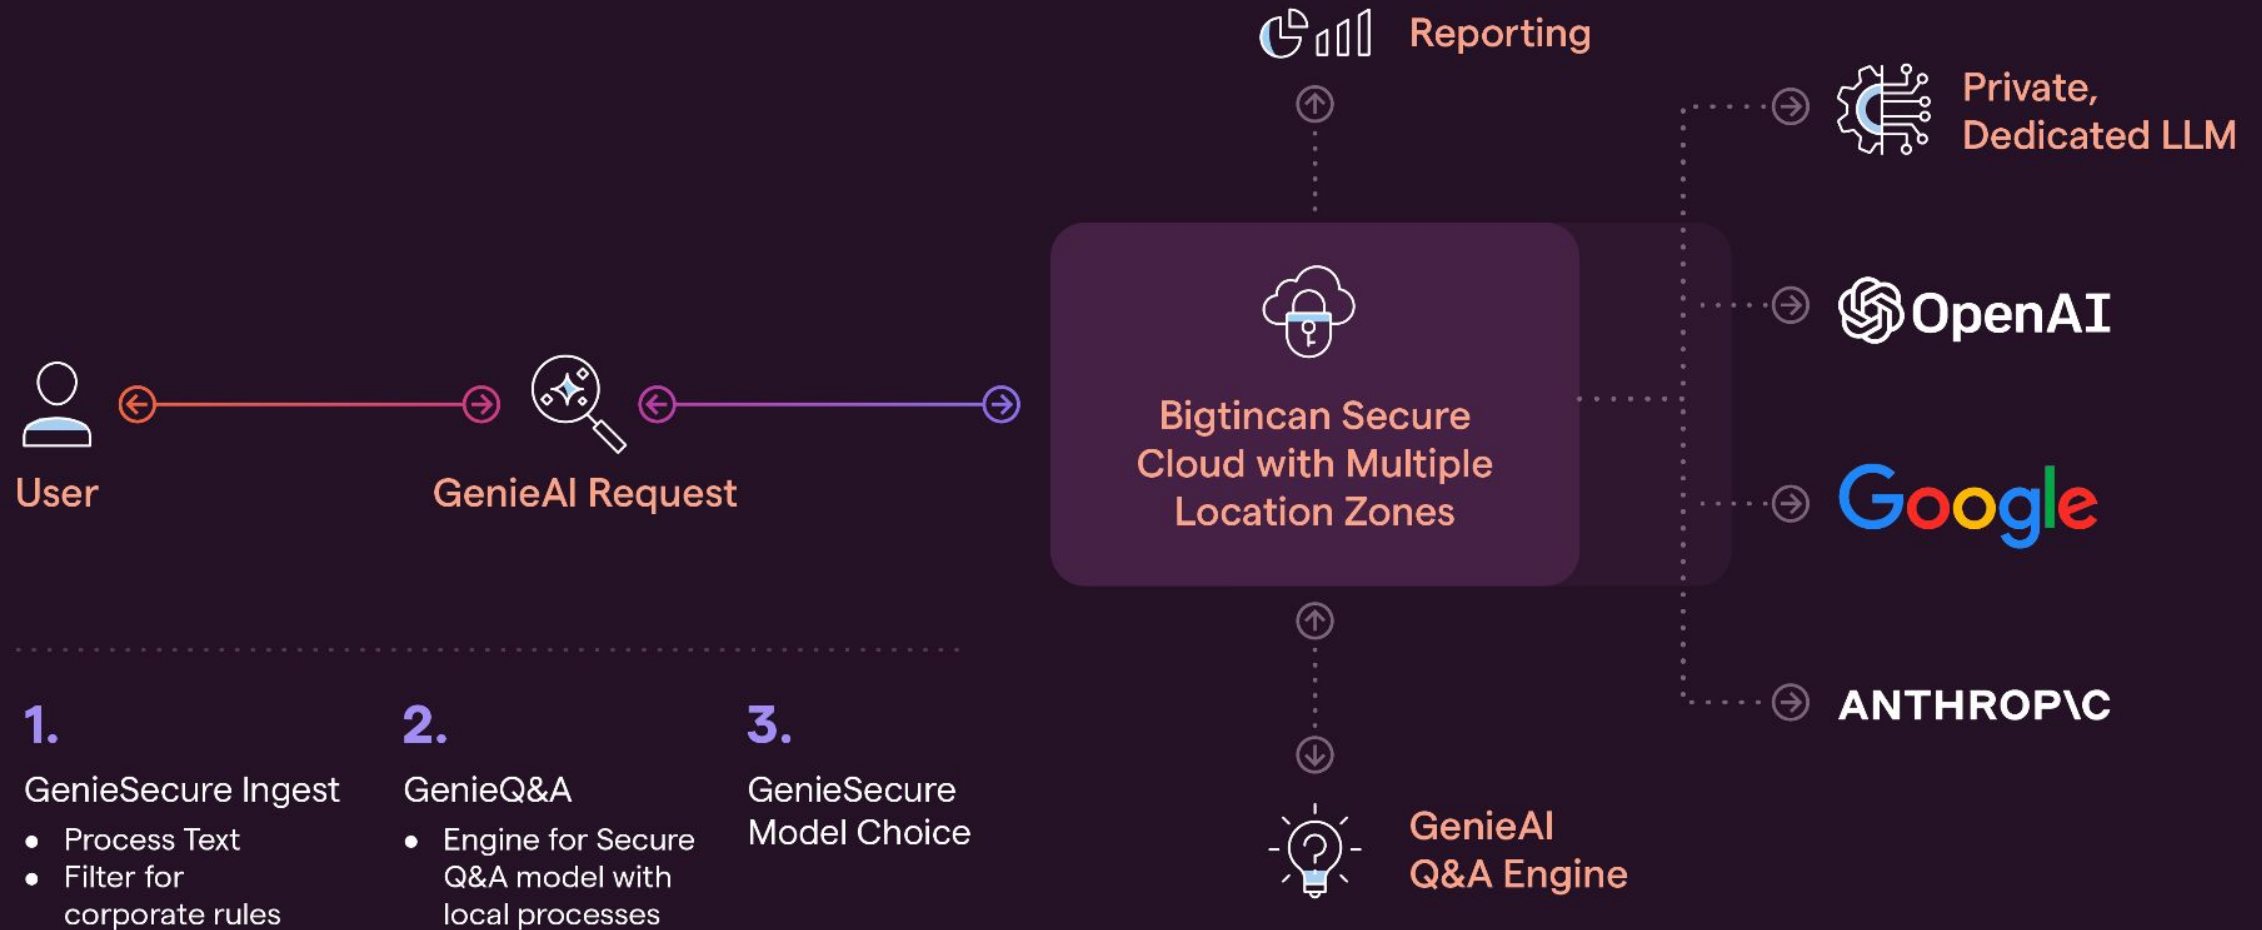 Reporting
Private,
Dedicated LLM
OpenAI
Bigtincan Secure
Cloud with Multiple
Location Zones
User
GenieAI Request
Google
ANTHROP\C
1.
GenieSecure Ingest
• Process Text
• Filter for
corporate rules
2.
GenieQ&A
• Engine for Secure
Q&A model with
local processes
3.
GenieSecure
Model Choice
GenieAI
Q&A Engine